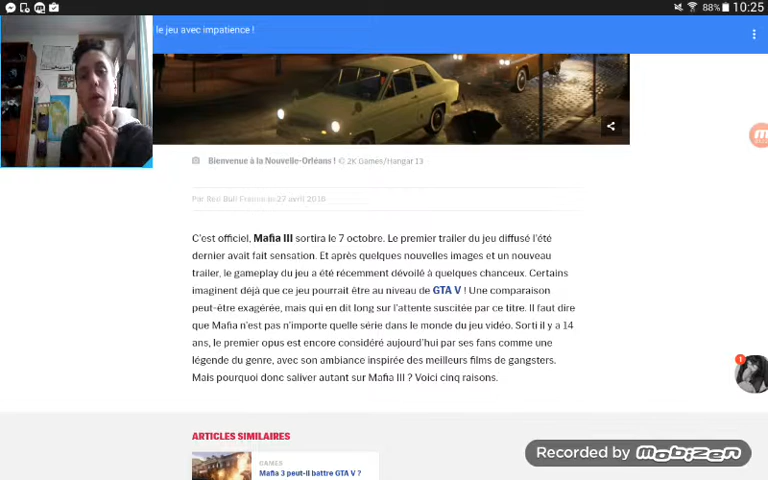 88% 10:25
le jeu avec impatience !
Bienvenue à la Nouvelle-Orléans ! © 2K Games/Hangar 13
Par Red Bull France le 27 avril 2016
C'est officiel, Mafia III sortira le 7 octobre. Le premier trailer du jeu diffusé l'été
dernier avait fait sensation. Et après quelques nouvelles images et un nouveau
trailer, le gameplay du jeu a été récemment dévoilé à quelques chanceux. Certains
imaginent déjà que ce jeu pourrait être au niveau de GTA V ! Une comparaison
peut-être exagérée, mais qui en dit long sur l'attente suscitée par ce titre. Il faut dire
que Mafia n'est pas n'importe quelle série dans le monde du jeu vidéo. Sorti il y a 14
ans, le premier opus est encore considéré aujourd'hui par ses fans comme une
légende du genre, avec son ambiance inspirée des meilleurs films de gangsters.
Mais pourquoi donc saliver autant sur Mafia III ? Voici cinq raisons.
1
ARTICLES SIMILAIRES
GAMES
Mafia 3 peut-il battre GTA V ?
Recorded by mobizen